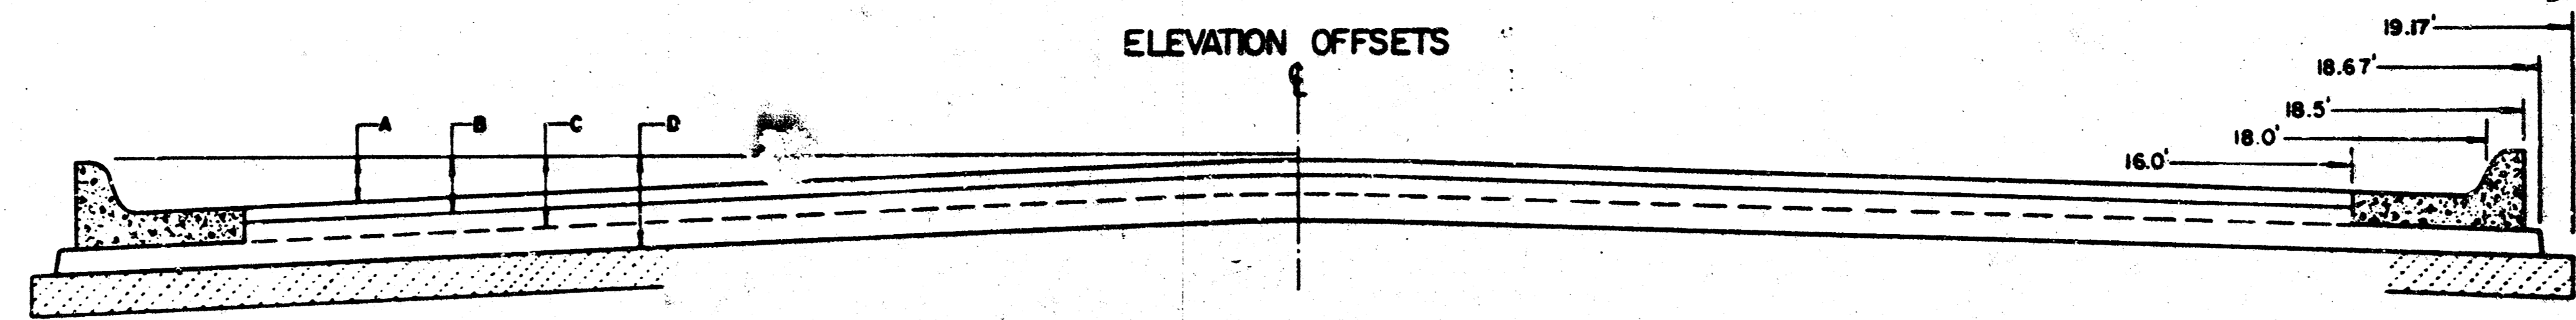 ELEVATION OFFSETS
℄
19.17'
18.67'
18.5'
18.0'
16.0'
A
B
C
D